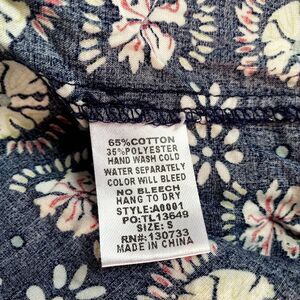 65%COTTON
35%POLYESTER
HAND WASH COLD
WATER SEPARATELY
COLOR WILL BLEED
NO BLEECH
HANG TO DRY
STYLE:A0001
PO:TL13649
SIZE: S
RN#:130733
MADE IN CHINA